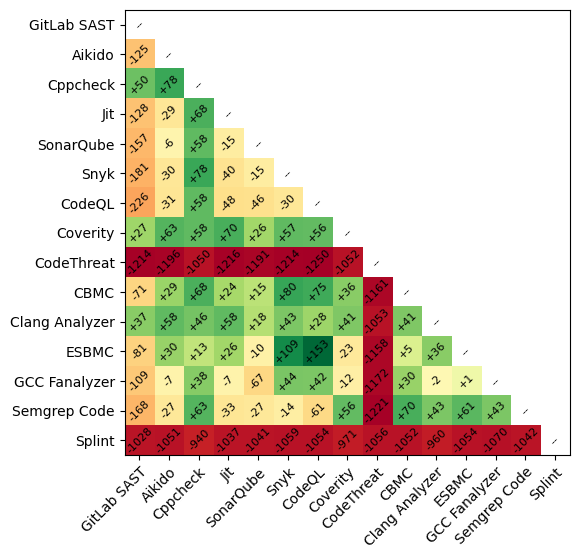 GitLab SAST -
Aikido -125 -
Cppcheck +50 +78 -
Jit -128 -29 +68 -
SonarQube -157 -6 +58 -15 -
Snyk -181 -30 +78 -40 -15 -
CodeQL -226 -31 +58 -48 -46 -30 -
Coverity +27 +63 +58 +70 +26 +57 +56 -
CodeThreat -1214 -1196 -1050 -1216 -1191 -1214 -1250 -1052 -
CBMC -71 +29 +68 +24 +15 +80 +75 +36 -1161 -
Clang Analyzer +37 +58 +46 +58 +18 +43 +28 +41 -1053 +41 -
ESBMC -81 +30 +13 +26 -10 +109 +153 -23 -1158 +5 +36 -
GCC Fanalyzer -109 -1 +38 -7 -67 +44 +42 -12 -1172 +30 -2 +1 -
Semgrep Code -168 -27 +63 -33 -27 -14 -61 +56 -1221 +70 +43 +61 +43 -
Splint -1028 -1051 -940 -1037 -1041 -1059 -1054 -971 -1056 -1052 -960 -1054 -1070 -1042 -
GitLab SAST Aikido Cppcheck Jit SonarQube Snyk CodeQL Coverity CodeThreat CBMC Clang Analyzer ESBMC GCC Fanalyzer Semgrep Code Splint